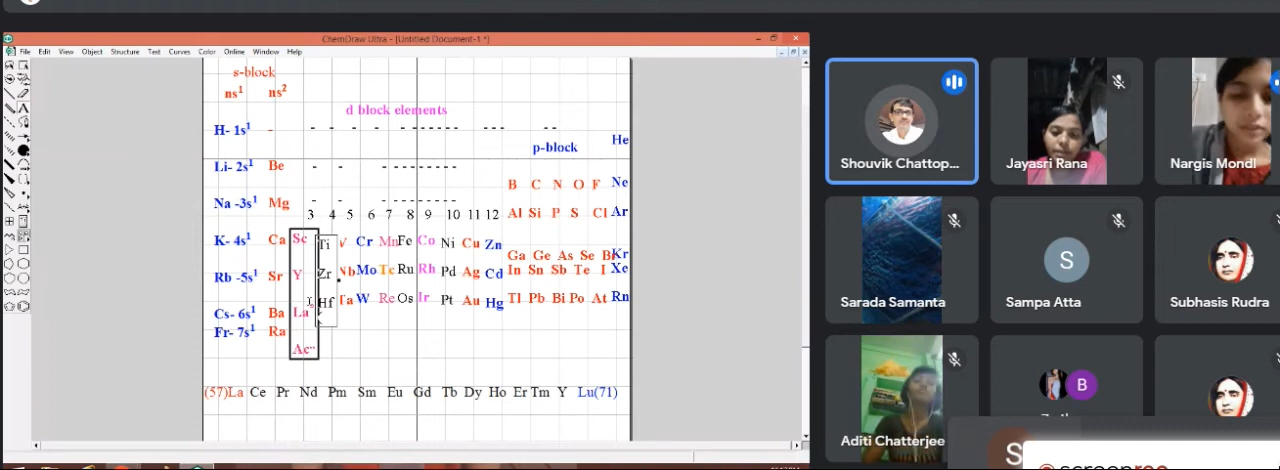 ChemDraw Ultra - [Untitled Document-1 *]
File Edit View Object Structure Text Curves Color Online Window Help
s-block
ns¹ ns²
d block elements
H- 1s¹ - - - - - - - - - - - - - - - - - He
p-block
Li- 2s¹ Be - - - - - - - - - - -
B C N O F Ne
Na -3s¹ Mg - - - - - - - - - - -
3 4 5 6 7 8 9 10 11 12 Al Si P S Cl Ar
K- 4s¹ Ca Sc Ti V Cr Mn Fe Co Ni Cu Zn
Ga Ge As Se Br Kr
Rb -5s¹ Sr Y Zr Nb Mo Tc Ru Rh Pd Ag Cd In Sn Sb Te I Xe
Cs- 6s¹ Ba La Hf Ta W Re Os Ir Pt Au Hg Tl Pb Bi Po At Rn
Fr- 7s¹ Ra
Ac
(57)La Ce Pr Nd Pm Sm Eu Gd Tb Dy Ho Er Tm Y Lu(71)
Shouvik Chattop...
Jayasri Rana
Nargis Mondl
Sarada Samanta
S
Sampa Atta
Subhasis Rudra
Aditi Chatterjee
B
S